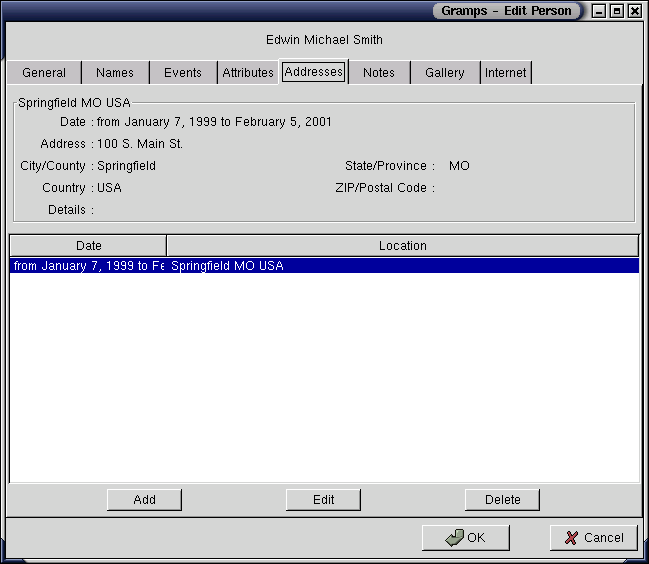 Gramps - Edit Person
Edwin Michael Smith
General Names Events Attributes Addresses Notes Gallery Internet
Springfield MO USA
Date : from January 7, 1999 to February 5, 2001
Address : 100 S. Main St.
City/County : Springfield State/Province : MO
Country : USA ZIP/Postal Code :
Details :
Date Location
from January 7, 1999 to Fe Springfield MO USA
Add Edit Delete
OK Cancel